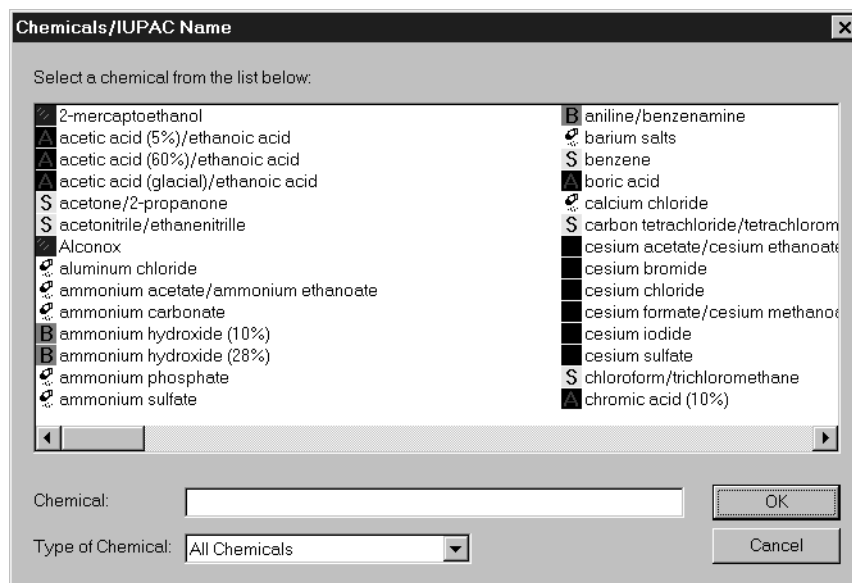 Chemicals/IUPAC Name
Select a chemical from the list below:
2-mercaptoethanol
A acetic acid (5%)/ethanoic acid
A acetic acid (60%)/ethanoic acid
A acetic acid (glacial)/ethanoic acid
S acetone/2-propanone
S acetonitrile/ethanenitrille
Alconox
aluminum chloride
ammonium acetate/ammonium ethanoate
ammonium carbonate
B ammonium hydroxide (10%)
B ammonium hydroxide (28%)
ammonium phosphate
ammonium sulfate
B aniline/benzenamine
barium salts
S benzene
A boric acid
calcium chloride
S carbon tetrachloride/tetrachlorom
cesium acetate/cesium ethanoate
cesium bromide
cesium chloride
cesium formate/cesium methanoa
cesium iodide
cesium sulfate
S chloroform/trichloromethane
A chromic acid (10%)
Chemical:
OK
Type of Chemical: All Chemicals
Cancel